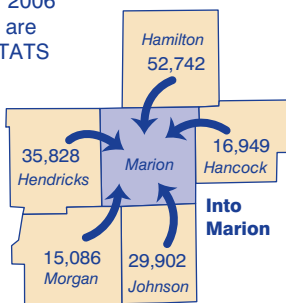 2006
are
TATS
Hamilton
52,742
35,828
Hendricks
Marion
16,949
Hancock
Into
Marion
15,086
Morgan
29,902
Johnson